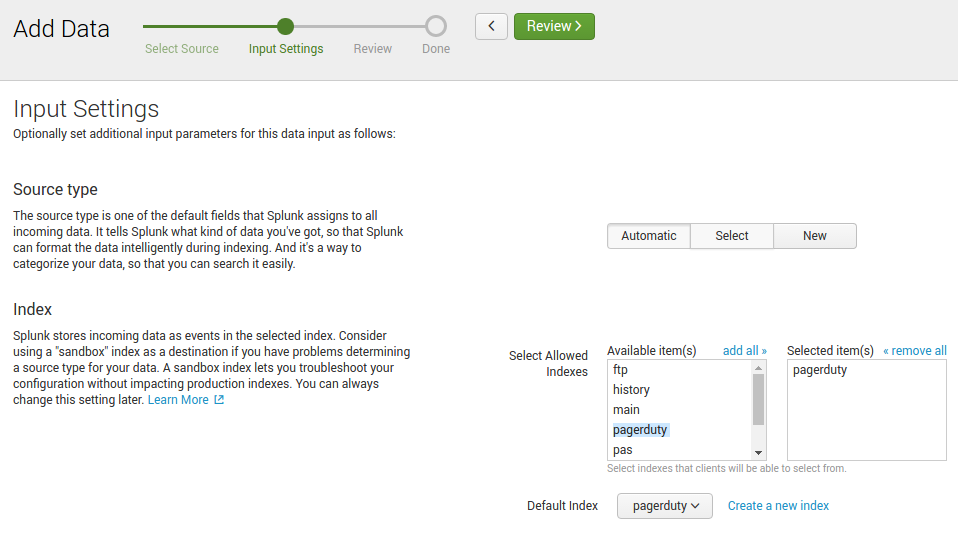 Add Data
Select Source
Input Settings
Review
Done
<
Review >
Input Settings
Optionally set additional input parameters for this data input as follows:
Source type
The source type is one of the default fields that Splunk assigns to all
incoming data. It tells Splunk what kind of data you've got, so that Splunk
can format the data intelligently during indexing. And it's a way to
categorize your data, so that you can search it easily.
Automatic
Select
New
Index
Splunk stores incoming data as events in the selected index. Consider
using a "sandbox" index as a destination if you have problems determining
a source type for your data. A sandbox index lets you troubleshoot your
configuration without impacting production indexes. You can always
change this setting later. Learn More
Select Allowed
Indexes
Available item(s)
add all »
ftp
history
main
pagerduty
pas
Selected item(s)
« remove all
pagerduty
Select indexes that clients will be able to select from.
Default Index
pagerduty
Create a new index